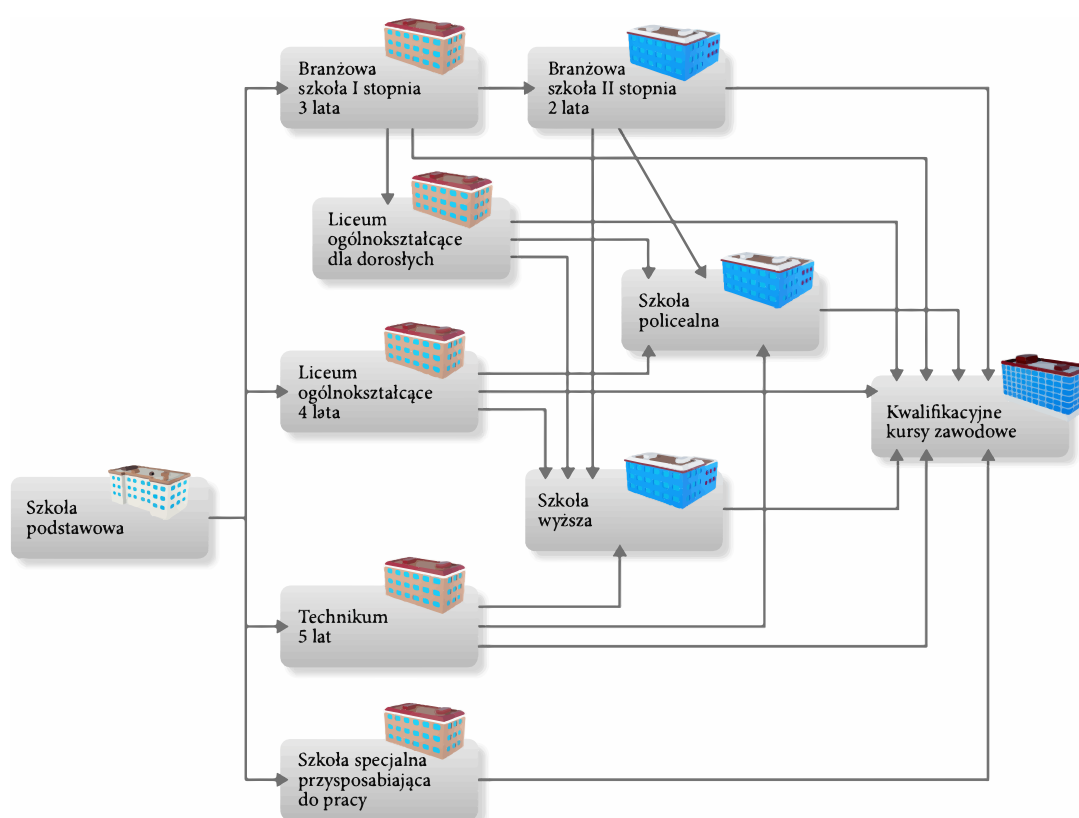 Branżowa
szkoła I stopnia
3 lata
Branżowa
szkoła II stopnia
2 lata
Liceum
ogólnokształcące
dla dorosłych
Szkoła
policealna
Liceum
ogólnokształcące
4 lata
Kwalifikacyjne
kursy zawodowe
Szkoła
podstawowa
Szkoła
wyższa
Technikum
5 lat
Szkoła specjalna
przysposabiająca
do pracy